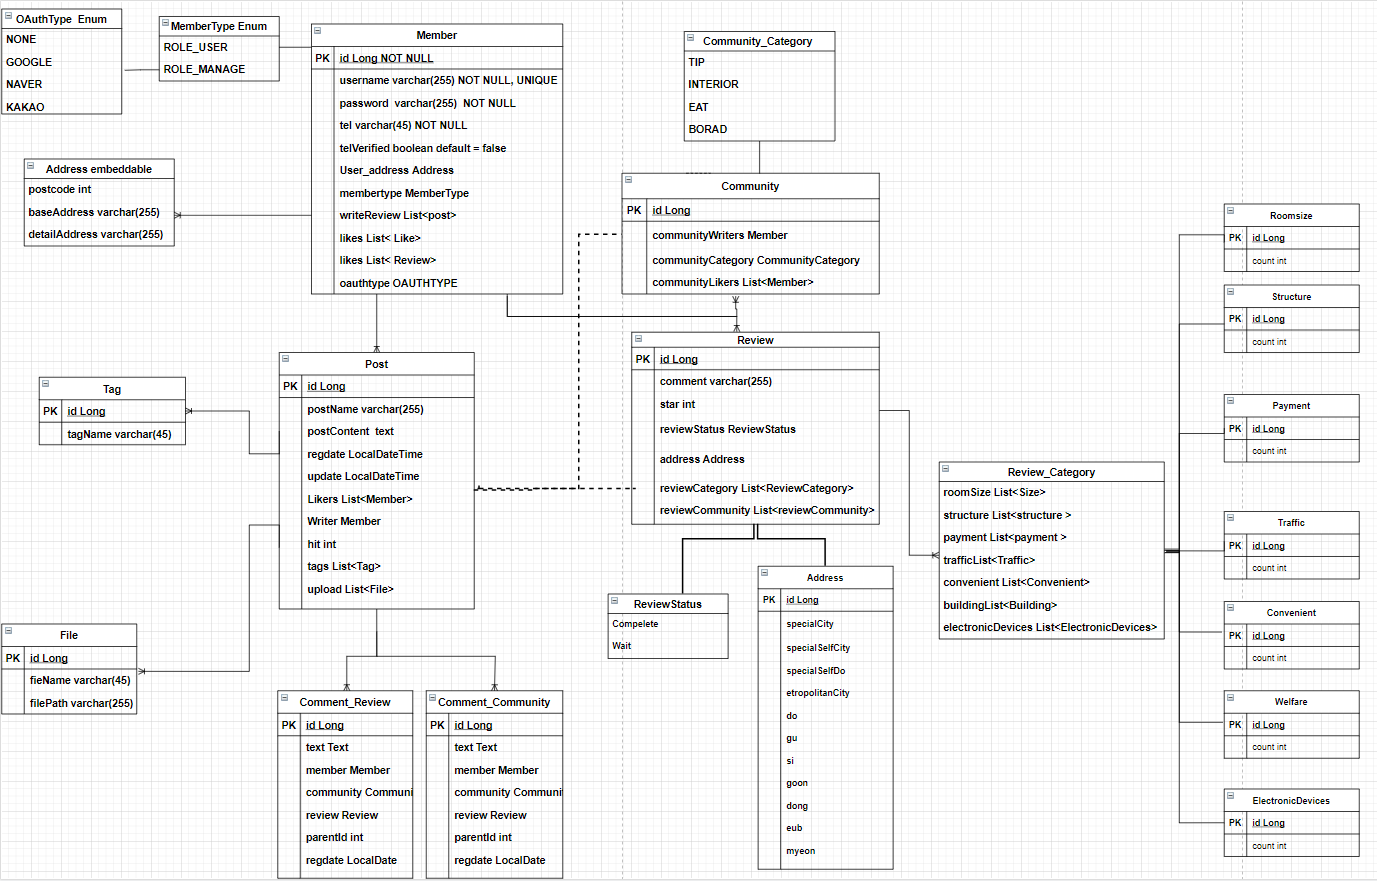 OAuthType  Enum
NONE
GOOGLE
NAVER
KAKAO
MemberType Enum
ROLE_USER
ROLE_MANAGE
Member
PK id Long NOT NULL
username varchar(255) NOT NULL, UNIQUE
password  varchar(255)  NOT NULL
tel varchar(45) NOT NULL
telVerified boolean default = false
User_address Address
membertype MemberType
writeReview List<post>
likes List< Like>
likes List< Review>
oauthtype OAUTHTYPE
Address embeddable
postcode int
baseAddress varchar(255)
detailAddress varchar(255)
Community_Category
TIP
INTERIOR
EAT
BORAD
Community
PK id Long
communityWriters Member
communityCategory CommunityCategory
communityLikers List<Member>
Review
PK id Long
comment varchar(255)
star int
reviewStatus ReviewStatus
address Address
reviewCategory List<ReviewCategory>
reviewCommunity List<reviewCommunity>
Post
PK id Long
postName varchar(255)
postContent  text
regdate LocalDateTime
update LocalDateTime
Likers List<Member>
Writer Member
hit int
tags List<Tag>
upload List<File>
Tag
PK id Long
tagName varchar(45)
File
PK id Long
fieName varchar(45)
filePath varchar(255)
Comment_Review
PK id Long
text Text
member Member
community Communi
review Review
parentId int
regdate LocalDate
Comment_Community
PK id Long
text Text
member Member
community Communi
review Review
parentId int
regdate LocalDate
ReviewStatus
Compelete
Wait
Address
PK id Long
specialCity
specialSelfCity
specialSelfDo
etropolitanCity
do
gu
si
goon
dong
eub
myeon
Review_Category
roomSize List<Size>
structure List<structure >
payment List<payment >
trafficList<Traffic>
convenient List<Convenient>
buildingList<Building>
electronicDevices List<ElectronicDevices>
Roomsize
PK id Long
count int
Structure
PK id Long
count int
Payment
PK id Long
count int
Traffic
PK id Long
count int
Convenient
PK id Long
count int
Welfare
PK id Long
count int
ElectronicDevices
PK id Long
count int